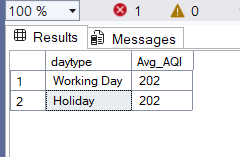 100 % 1 0
Results Messages
daytype Avg_AQI
1 Working Day 202
2 Holiday 202